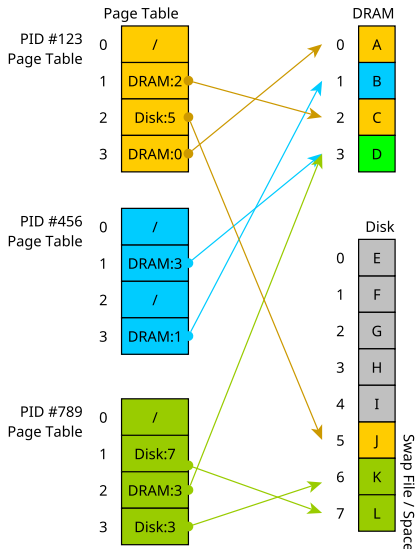 Page Table
DRAM
PID #123
Page Table
0 /
1 DRAM:2
2 Disk:5
3 DRAM:0
0 A
1 B
2 C
3 D
PID #456
Page Table
0 /
1 DRAM:3
2 /
3 DRAM:1
Disk
0 E
1 F
2 G
3 H
4 I
5 J
6 K
7 L
Swap File / Space
PID #789
Page Table
0 /
1 Disk:7
2 DRAM:3
3 Disk:3